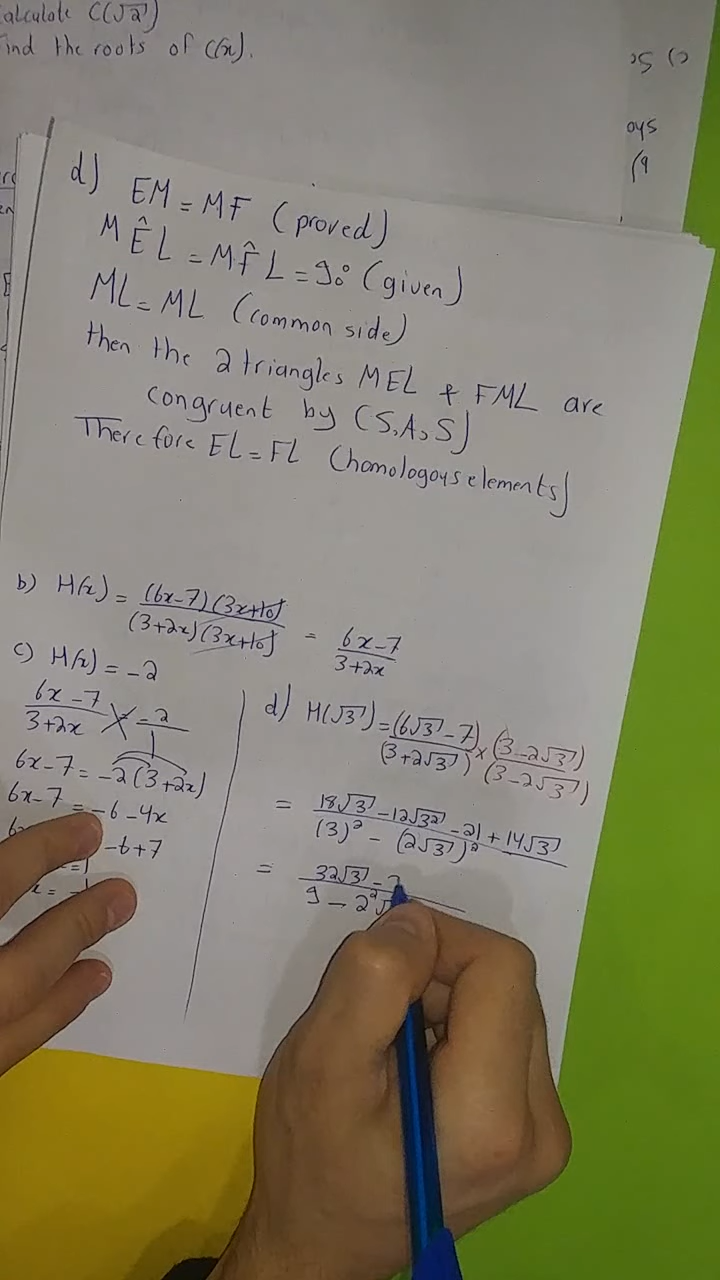 calculate C(√2)
Find the roots of C(x).
d) EM = MF (proved)
MÊL = MF̂L = 90° (given)
ML = ML (common side)
then the 2 triangles MEL & FML are
congruent by (S,A,S)
Therefore EL = FL (homologous elements)
b) H(x) = (6x-7)(3x+10) / (3+2x)(3x+10) = 6x-7 / 3+2x
c) H(x) = -2
6x-7 / 3+2x = -2 / 1
6x-7 = -2(3+2x)
6x-7 = -6-4x
-6+7
d) H(√3) = (6√3-7) / (3+2√3) × (3-2√3) / (3-2√3)
= 18√3 - 12√3² - 21 + 14√3 / (3)² - (2√3)²
= 32√3 - / 9 - 2²√